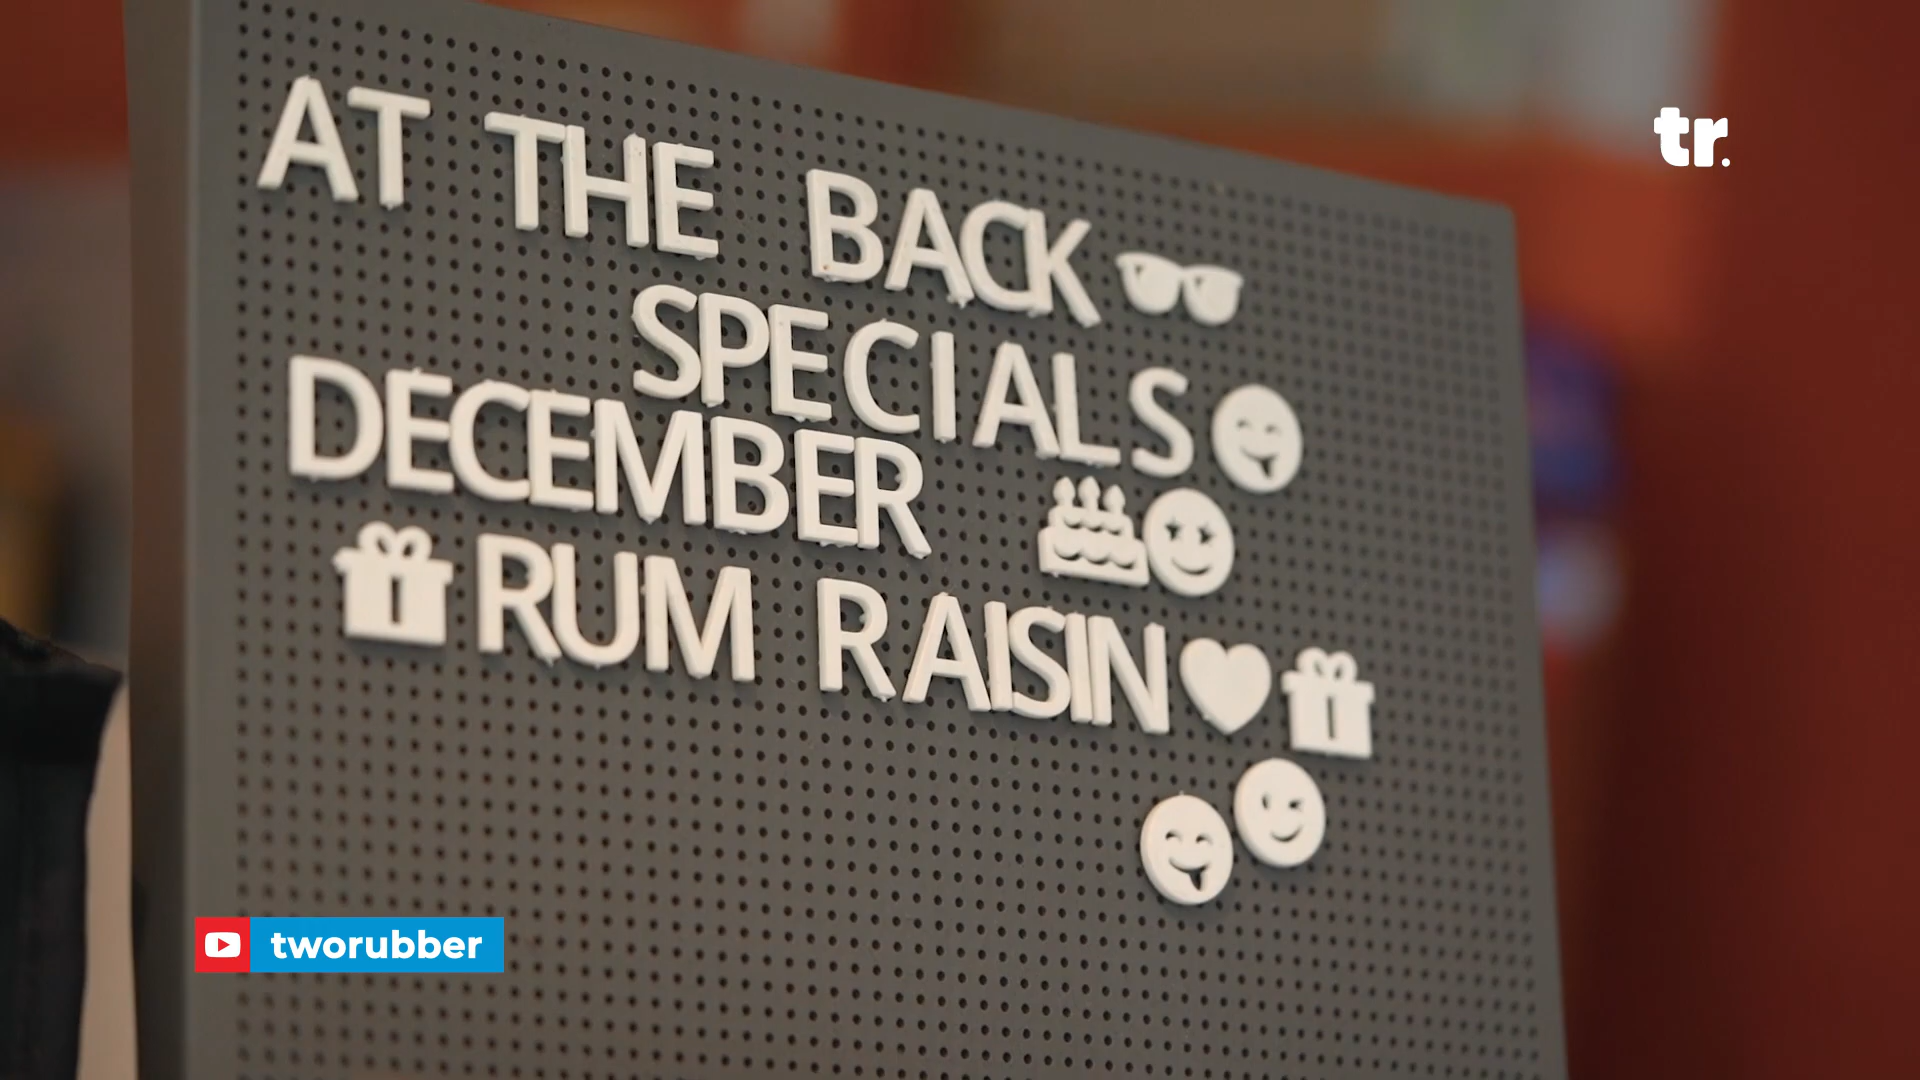 AT THE BACK
SPECIALS
DECEMBER
RUM RAISIN
tr.
tworubber